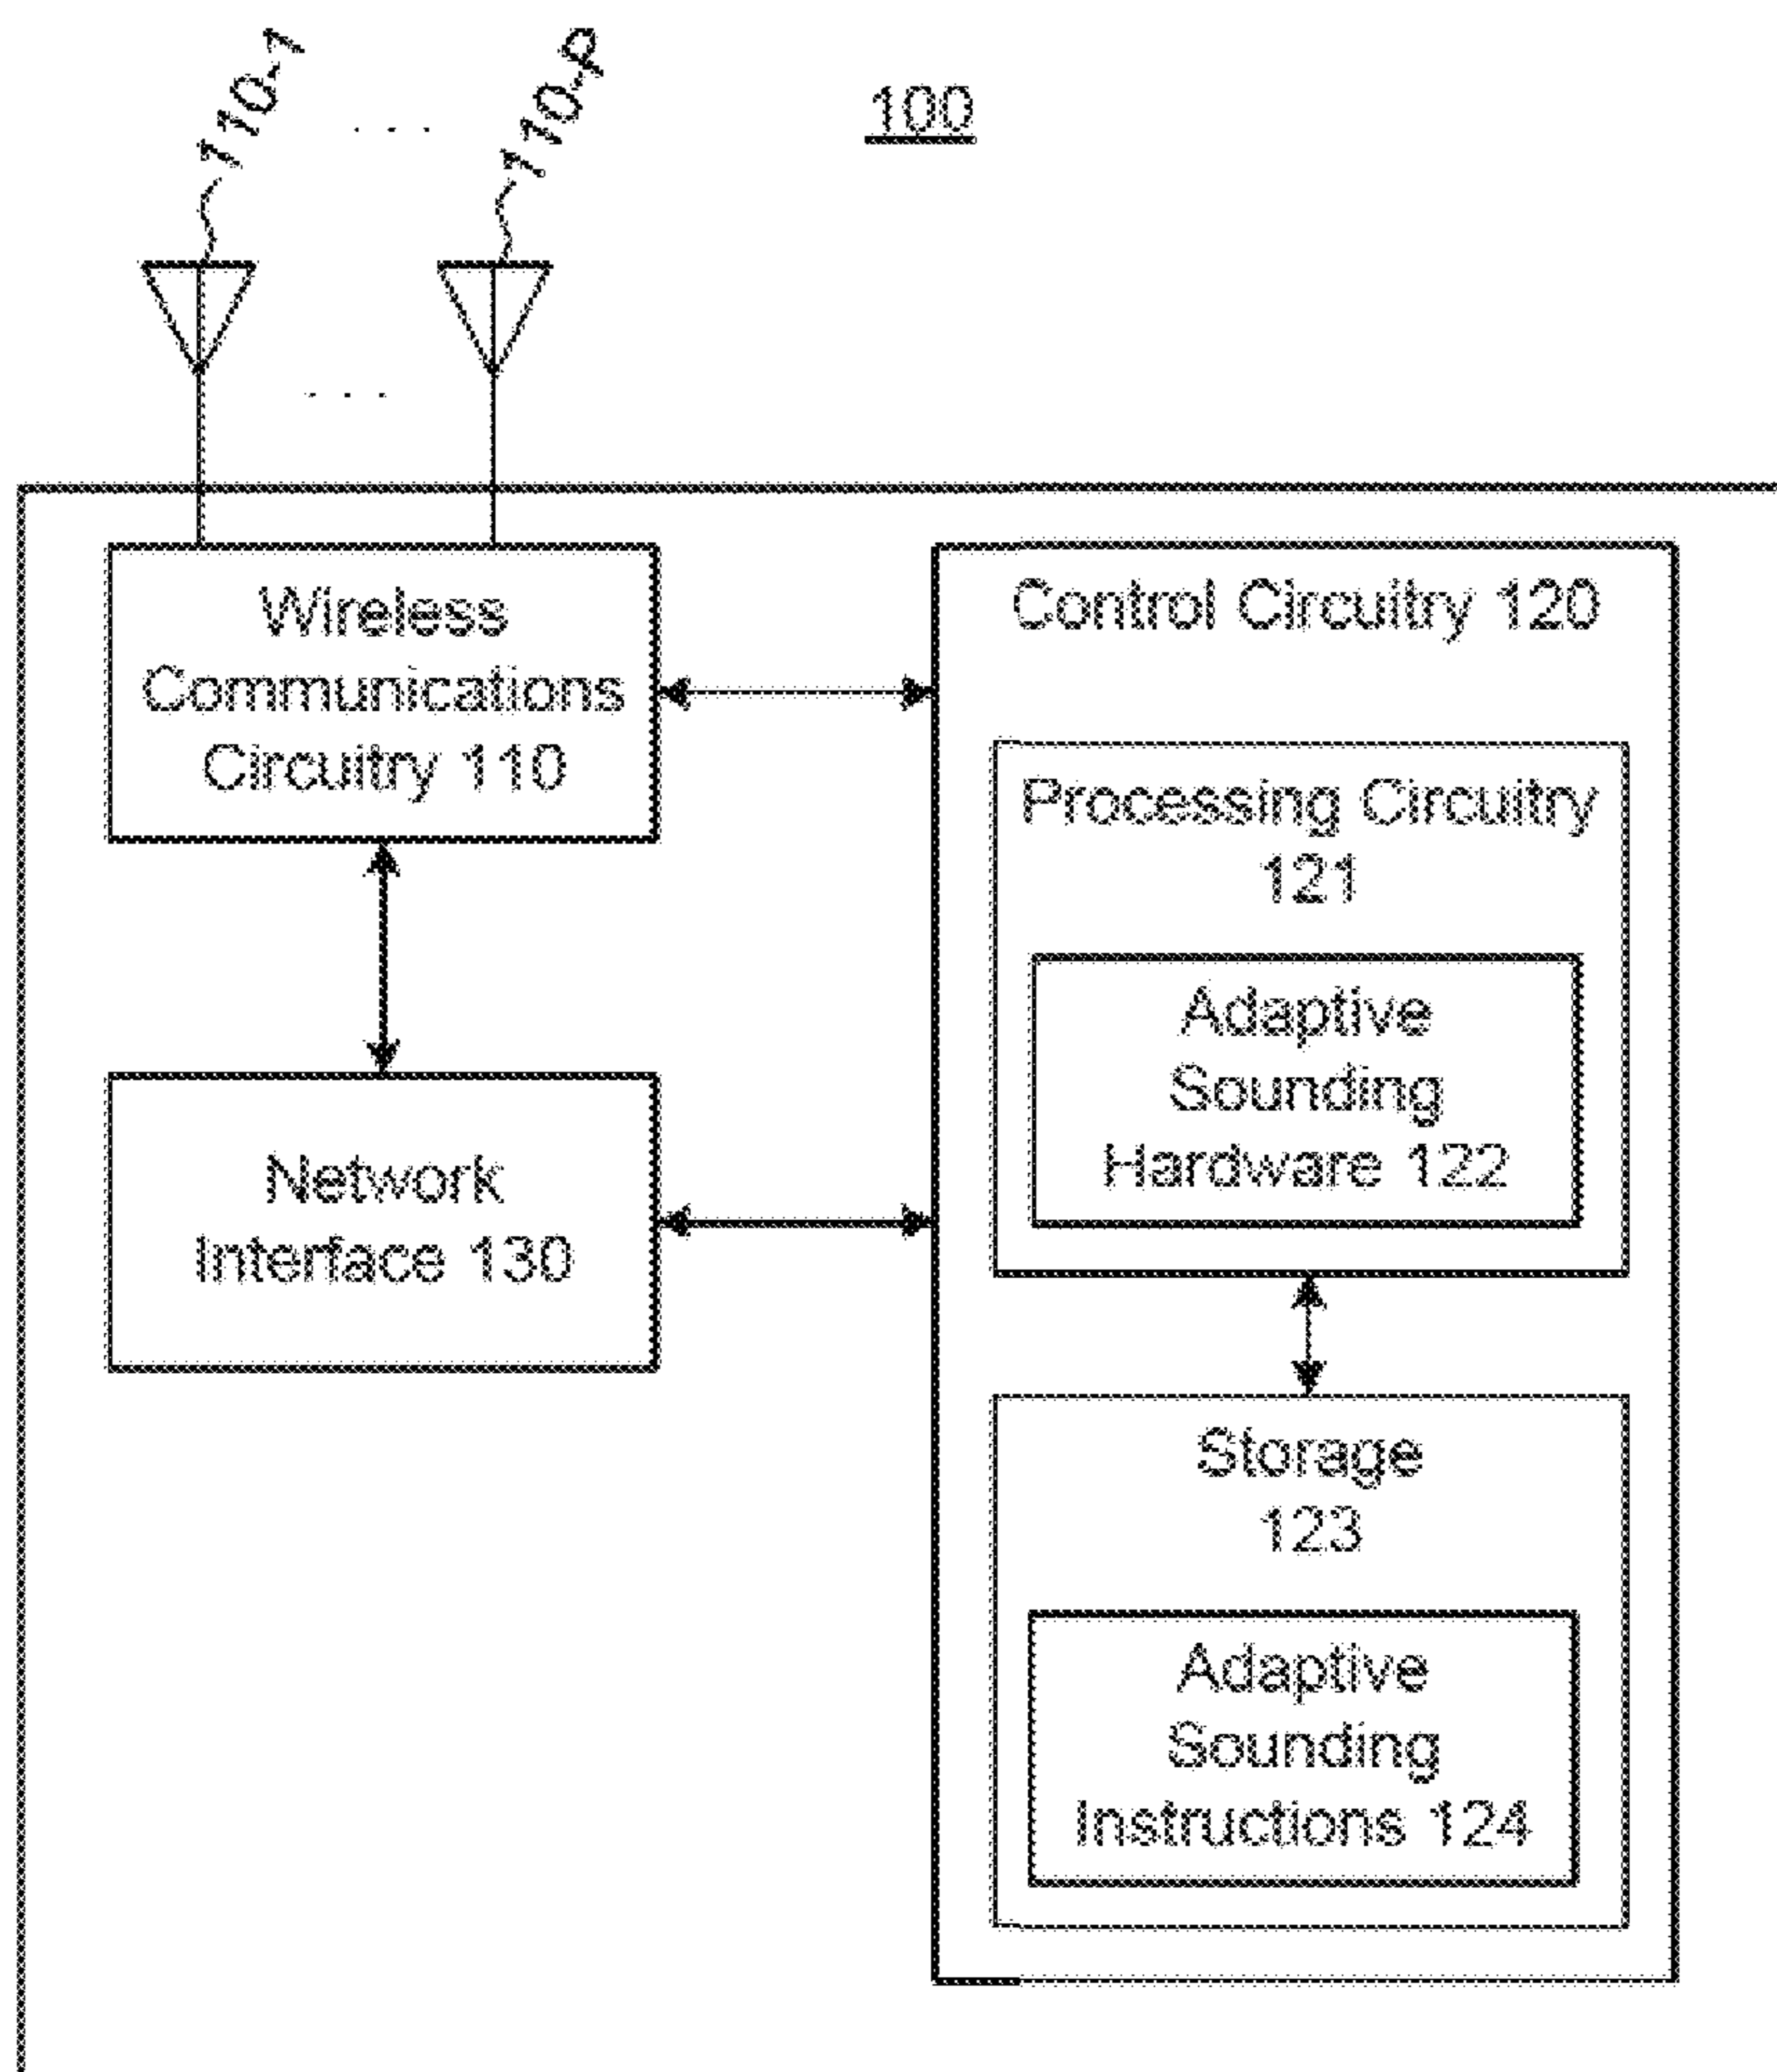 110-1
...
110-P
100
...
Wireless
Communications
Circuitry 110
Network
Interface 130
Control Circuitry 120
Processing Circuitry
121
Adaptive
Sounding
Hardware 122
Storage
123
Adaptive
Sounding
Instructions 124